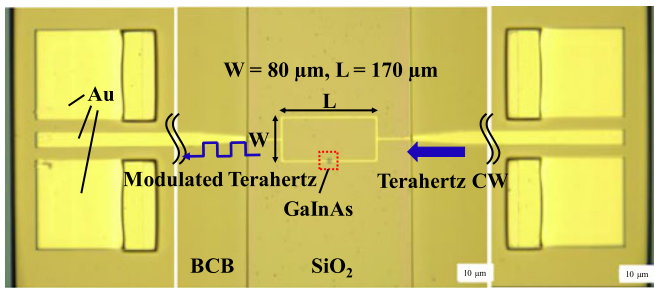 W = 80 μm, L = 170 μm
Au
L
W
Modulated Terahertz
Terahertz CW
GaInAs
BCB
SiO₂
10 μm
10 μm